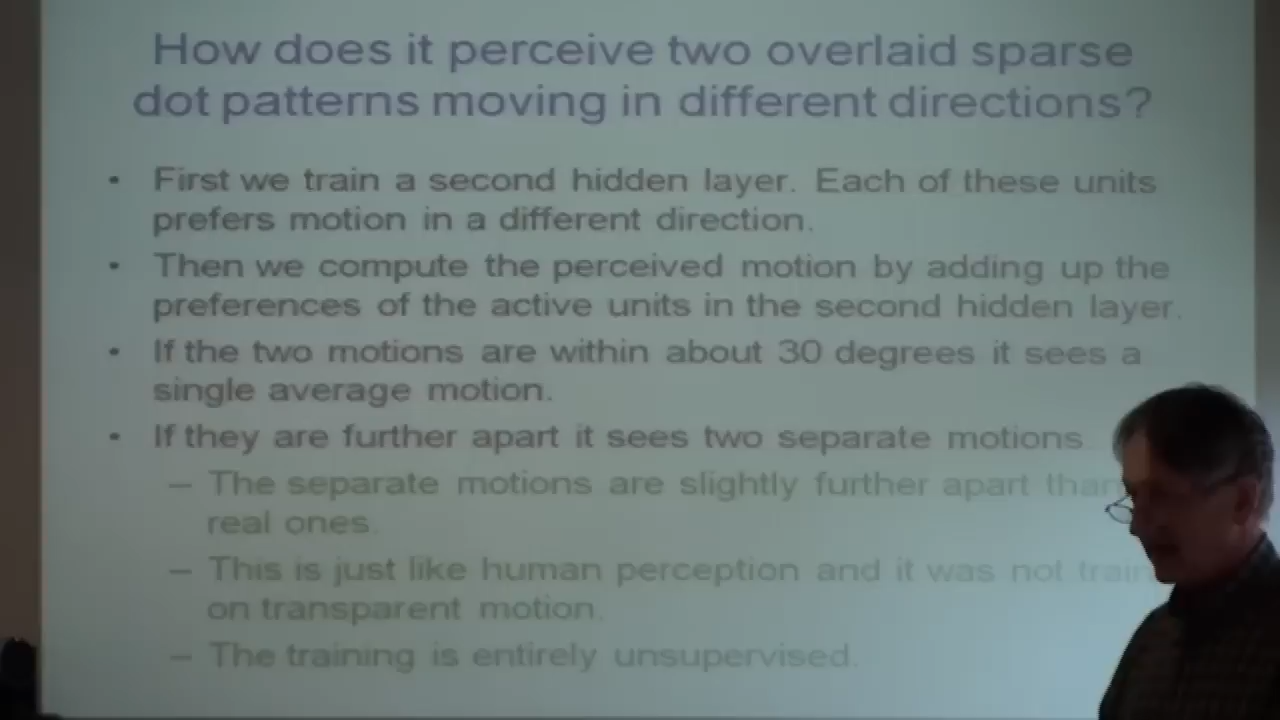 How does it perceive two overlaid sparse
dot patterns moving in different directions?
• First we train a second hidden layer. Each of these units
prefers motion in a different direction.
• Then we compute the perceived motion by adding up the
preferences of the active units in the second hidden layer.
• If the two motions are within about 30 degrees it sees a
single average motion.
• If they are further apart it sees two separate motions.
– The separate motions are slightly further apart than
real ones.
– This is just like human perception and it was not
on transparent motion.
– The training is entirely unsupervised.